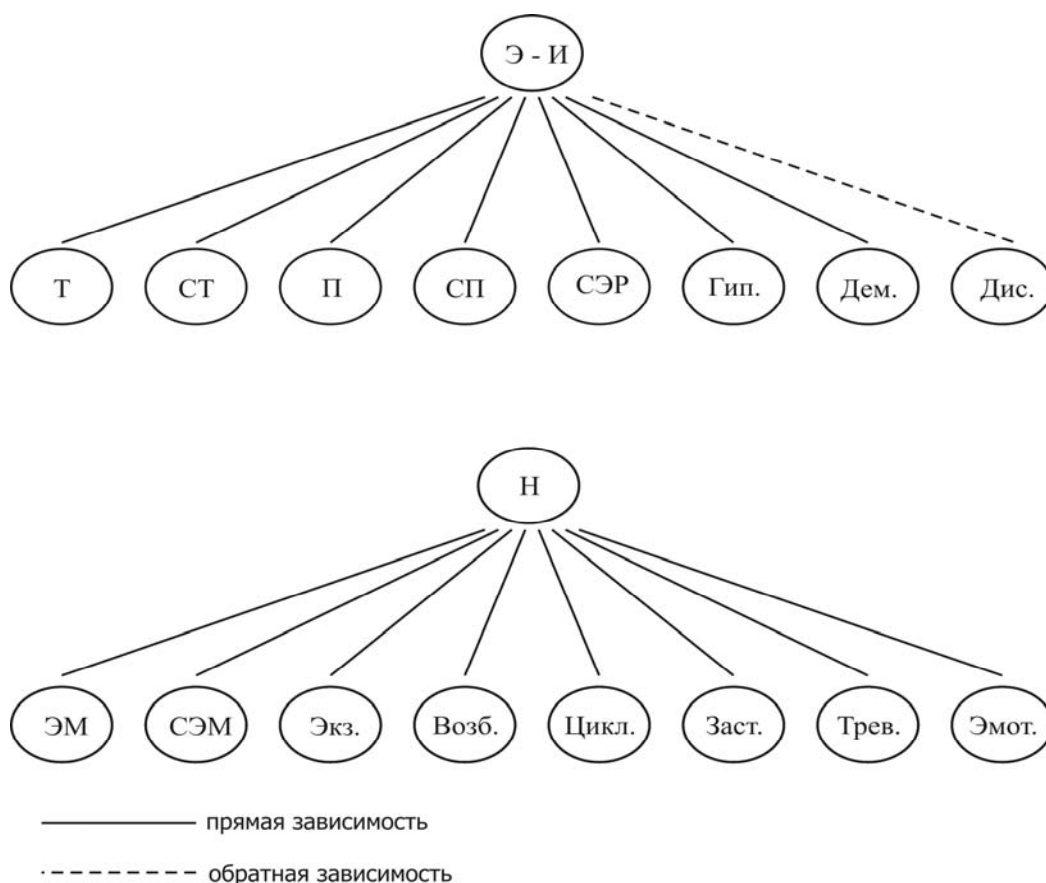 Э - И
Т СТ П СП СЭР Гип. Дем. Дис.
Н
ЭМ СЭМ Экз. Возб. Цикл. Заст. Трев. Эмот.
прямая зависимость
обратная зависимость